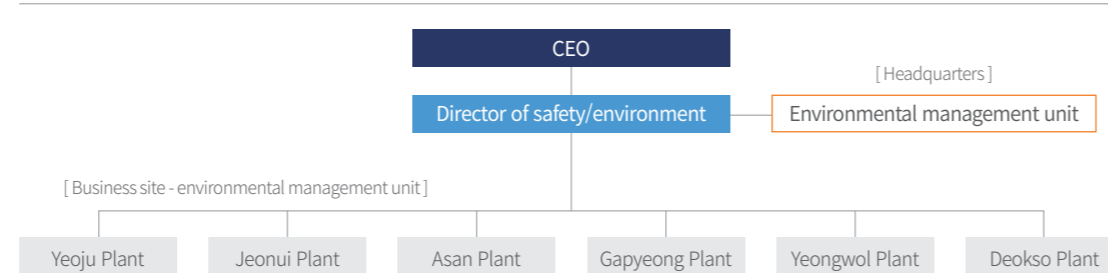 CEO
[ Headquarters ]
Director of safety/environment
Environmental management unit
[ Business site - environmental management unit ]
Yeoju Plant
Jeonui Plant
Asan Plant
Gapyeong Plant
Yeongwol Plant
Deokso Plant